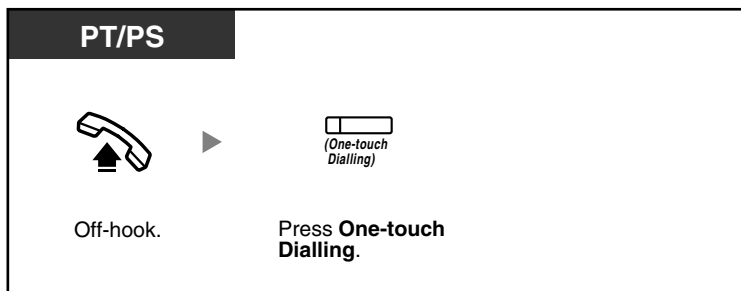 PT/PS
(One-touch
Dialling)
Off-hook.
Press One-touch
Dialling.